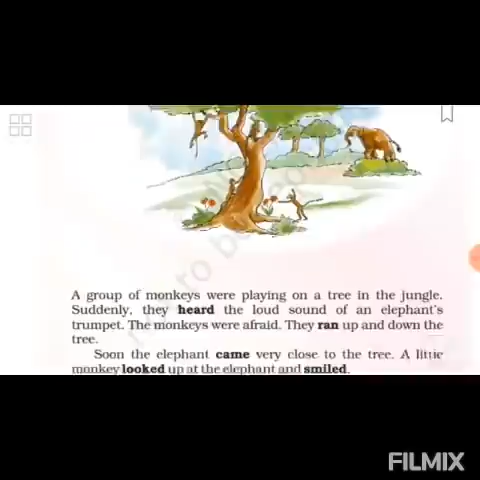 A group of monkeys were playing on a tree in the jungle.
Suddenly, they heard the loud sound of an elephant's
trumpet. The monkeys were afraid. They ran up and down the
tree.
Soon the elephant came very close to the tree. A little
monkey looked up at the elephant and smiled.
FILMIX